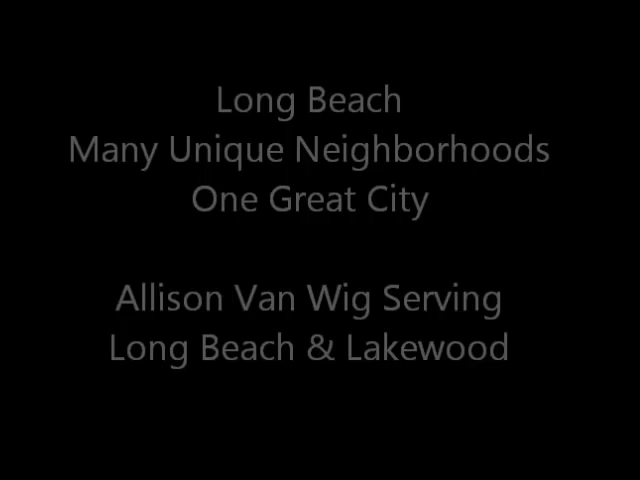 Long Beach
Many Unique Neighborhoods
One Great City
Allison Van Wig Serving
Long Beach & Lakewood